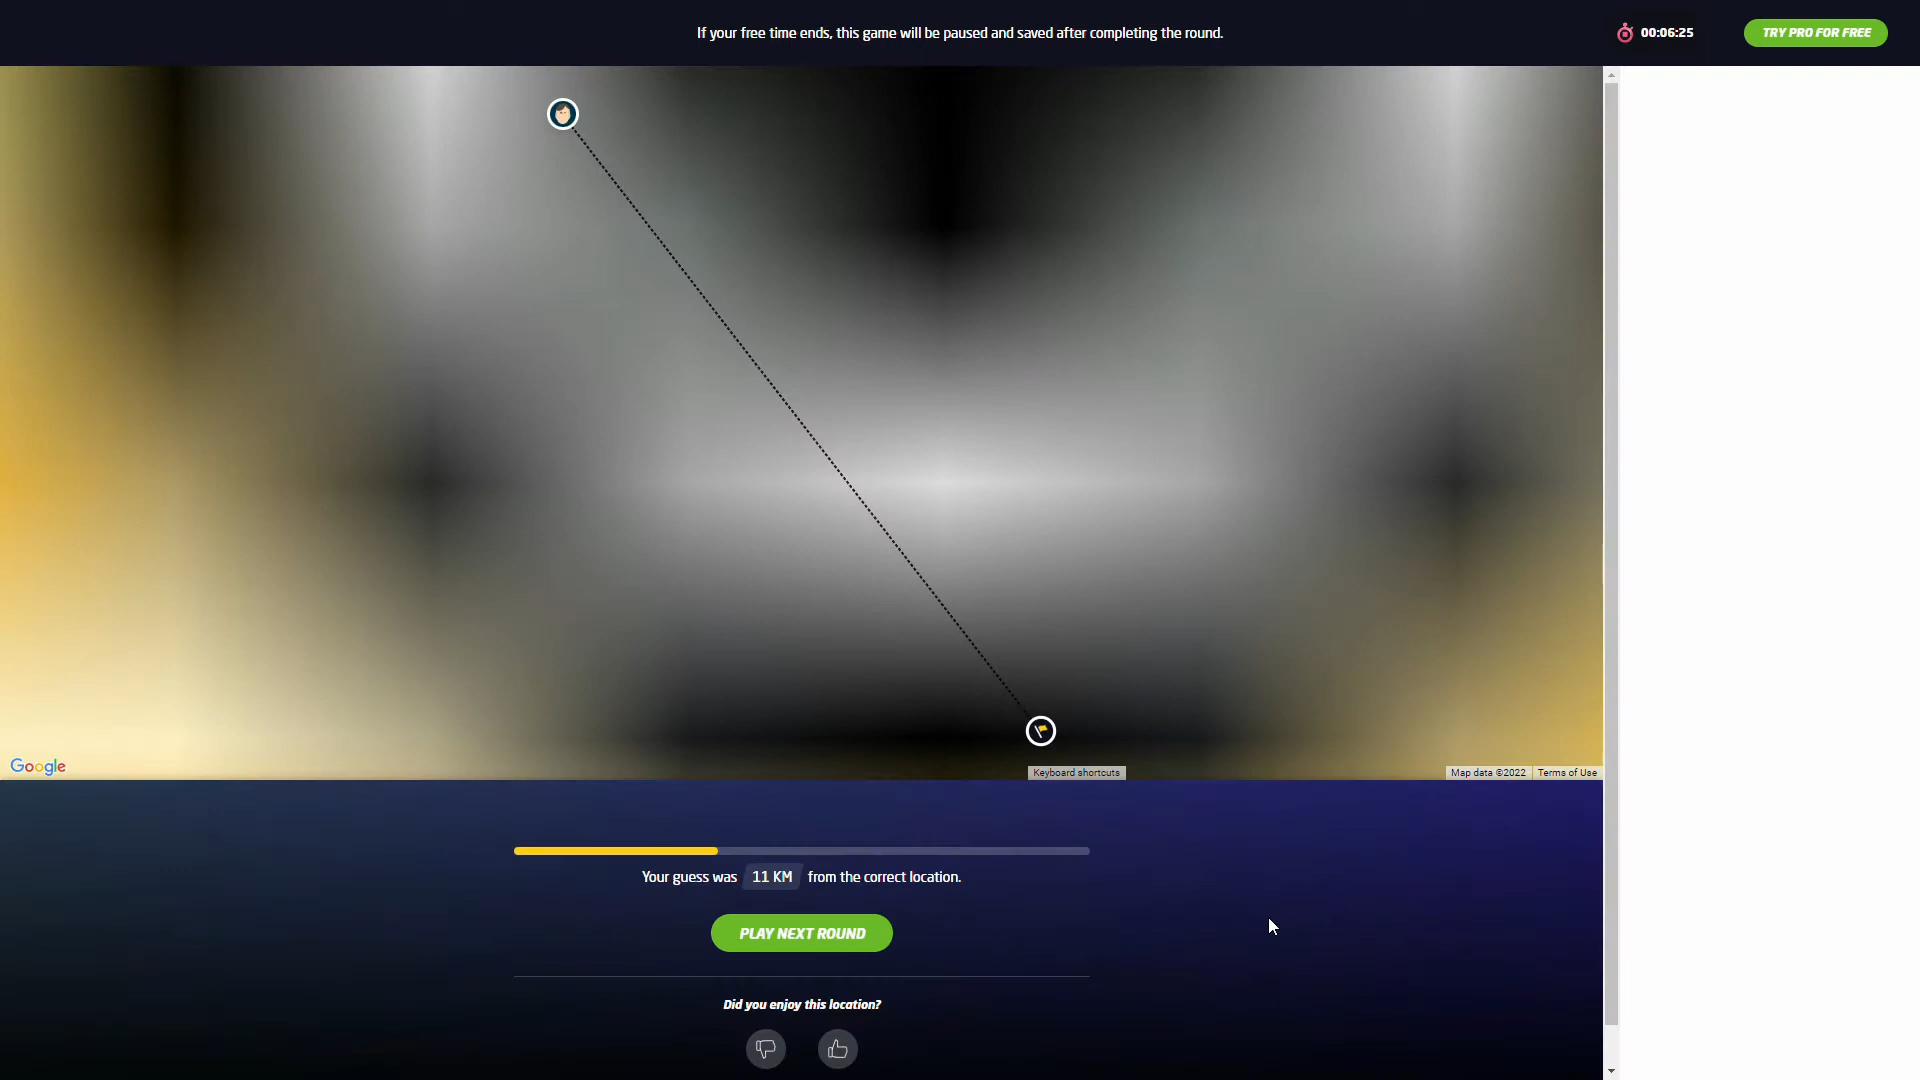 If your free time ends, this game will be paused and saved after completing the round.
00:06:25
TRY PRO FOR FREE
Google
Keyboard shortcuts
Map data ©2022
Terms of Use
Your guess was 11 KM from the correct location.
PLAY NEXT ROUND
Did you enjoy this location?